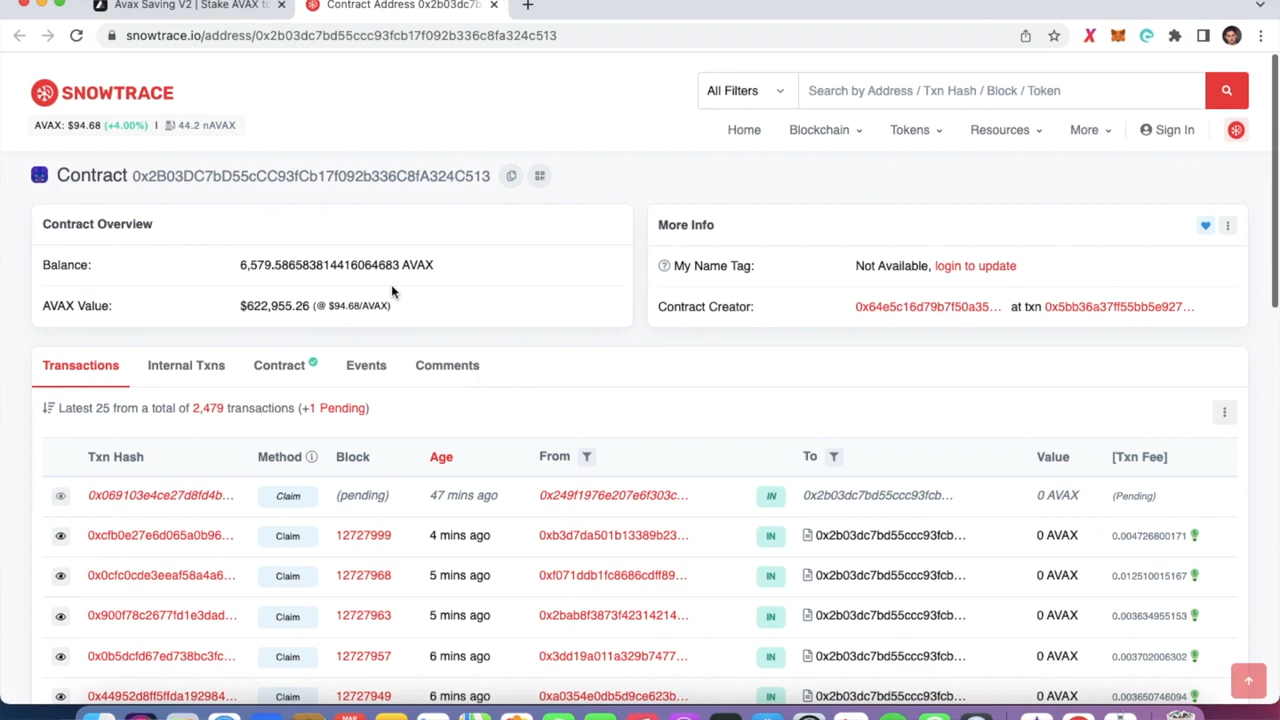 Avax Saving V2 | Stake AVAX to
Contract Address 0x2b03dc7b
snowtrace.io/address/0x2b03dc7bd55ccc93fcb17f092b336c8fa324c513
SNOWTRACE
All Filters
Search by Address / Txn Hash / Block / Token
AVAX: $94.68 (+4.00%) | 44.2 nAVAX
Home Blockchain Tokens Resources More Sign In
Contract 0x2B03DC7bD55cCC93fCb17f092b336C8fA324C513
Contract Overview
Balance: 6,579.586583814416064683 AVAX
AVAX Value: $622,955.26 (@ $94.68/AVAX)
More Info
My Name Tag: Not Available, login to update
Contract Creator: 0x64e5c16d79b7f50a35... at txn 0x5bb36a37ff55bb5e927...
Transactions Internal Txns Contract Events Comments
Latest 25 from a total of 2,479 transactions (+1 Pending)
Txn Hash Method Block Age From To Value [Txn Fee]
0x069103e4ce27d8fd4b... Claim (pending) 47 mins ago 0x249f1976e207e6f303c... IN 0x2b03dc7bd55ccc93fcb... 0 AVAX (Pending)
0xcfb0e27e6d065a0b96... Claim 12727999 4 mins ago 0xb3d7da501b13389b23... IN 0x2b03dc7bd55ccc93fcb... 0 AVAX 0.004726800171
0x0cfc0cde3eeaf58a4a6... Claim 12727968 5 mins ago 0xf071ddb1fc8686cdff89... IN 0x2b03dc7bd55ccc93fcb... 0 AVAX 0.012510015167
0x900f78c2677fd1e3dad... Claim 12727963 5 mins ago 0x2bab8f3873f42314214... IN 0x2b03dc7bd55ccc93fcb... 0 AVAX 0.003634955153
0x0b5dcfd67ed738bc3fc... Claim 12727957 6 mins ago 0x3dd19a011a329b7477... IN 0x2b03dc7bd55ccc93fcb... 0 AVAX 0.003702006302
0x44952d8ff5ffda192984... Claim 12727949 6 mins ago 0xa0354e0db5d9ce623b... IN 0x2b03dc7bd55ccc93fcb... 0 AVAX 0.003650746094